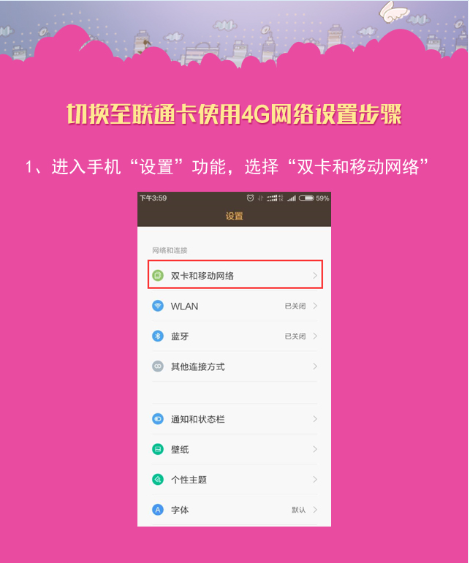 切换至联通卡使用4G网络设置步骤
1、进入手机“设置”功能，选择“双卡和移动网络”
下午3:59 59%
设置
网络和连接
双卡和移动网络
WLAN 已关闭
蓝牙 已关闭
其他连接方式
通知和状态栏
壁纸
个性主题
字体 默认